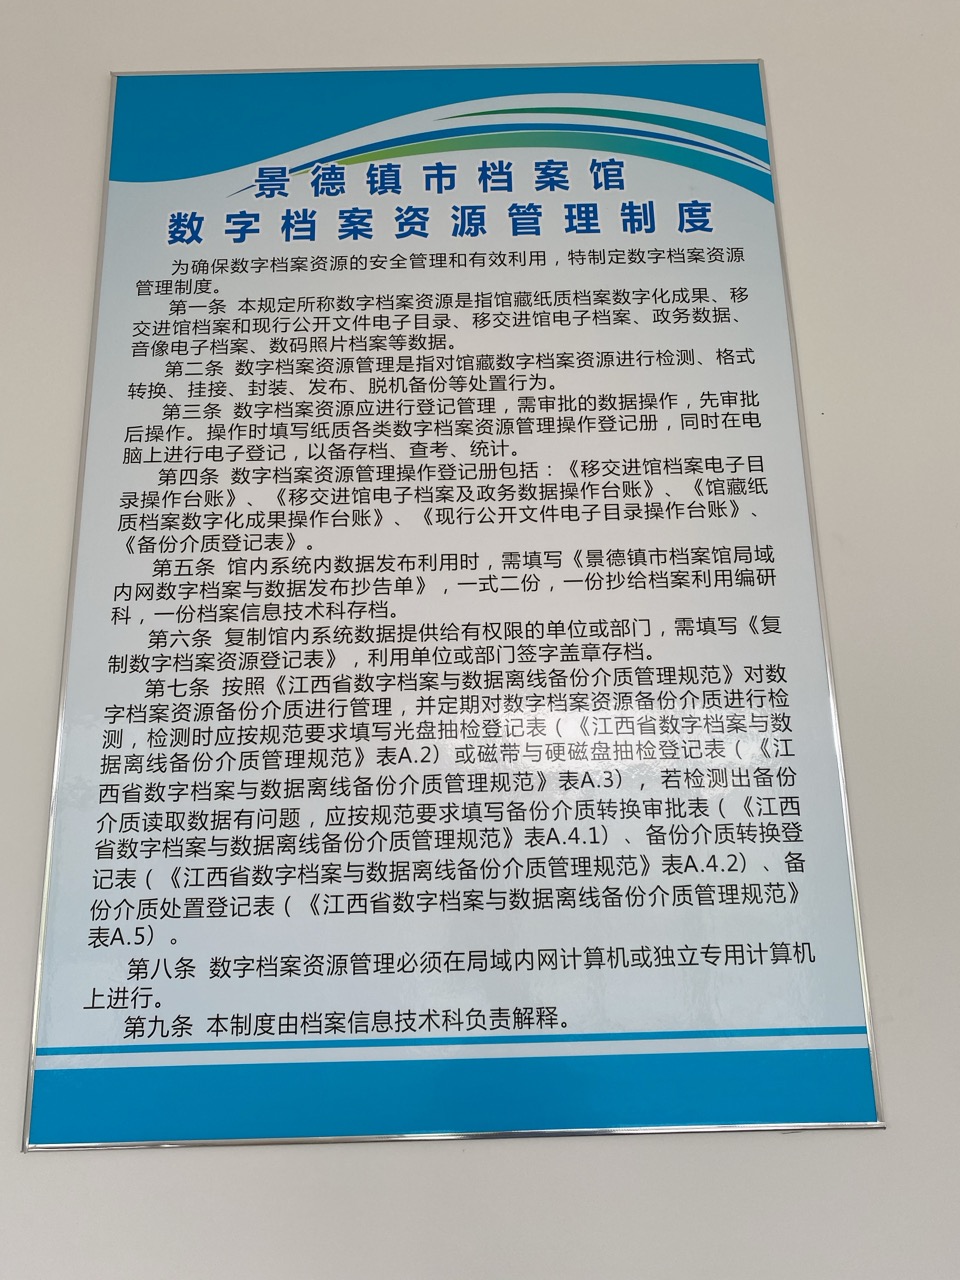 景德镇市档案馆
数字档案资源管理制度
为确保数字档案资源的安全管理和有效利用，特制定数字档案资源
管理制度。
第一条 本规定所称数字档案资源是指馆藏纸质档案数字化成果、移
交进馆档案和现行公开文件电子目录、移交进馆电子档案、政务数据、
音像电子档案、数码照片档案等数据。
第二条 数字档案资源管理是指对馆藏数字档案资源进行检测、格式
转换、挂接、封装、发布、脱机备份等处置行为。
第三条 数字档案资源应进行登记管理，需审批的数据操作，先审批
后操作。操作时填写纸质各类数字档案资源管理操作登记册，同时在电
脑上进行电子登记，以备存档、查考、统计。
第四条 数字档案资源管理操作登记册包括：《移交进馆档案电子目
录操作台账》、《移交进馆电子档案及政务数据操作台账》、《馆藏纸
质档案数字化成果操作台账》、《现行公开文件电子目录操作台账》、
《备份介质登记表》。
第五条 馆内系统内数据发布利用时，需填写《景德镇市档案馆局域
内网数字档案与数据发布抄告单》，一式二份，一份抄给档案利用编研
科，一份档案信息技术科存档。
第六条 复制馆内系统数据提供给有权限的单位或部门，需填写《复
制数字档案资源登记表》，利用单位或部门签字盖章存档。
第七条 按照《江西省数字档案与数据离线备份介质管理规范》对数
字档案资源备份介质进行管理，并定期对数字档案资源备份介质进行检
测，检测时应按规范要求填写光盘抽检登记表（《江西省数字档案与数
据离线备份介质管理规范》表A.2）或磁带与硬磁盘抽检登记表（《江
西省数字档案与数据离线备份介质管理规范》表A.3），若检测出备份
介质读取数据有问题，应按规范要求填写备份介质转换审批表（《江西
省数字档案与数据离线备份介质管理规范》表A.4.1）、备份介质转换登
记表（《江西省数字档案与数据离线备份介质管理规范》表A.4.2）、备
份介质处置登记表（《江西省数字档案与数据离线备份介质管理规范》
表A.5）。
第八条 数字档案资源管理必须在局域内网计算机或独立专用计算机
上进行。
第九条 本制度由档案信息技术科负责解释。